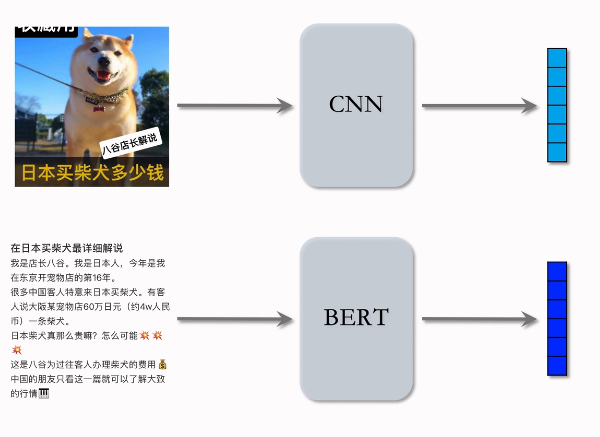 收藏用
八谷店长解说
日本买柴犬多少钱
CNN
在日本买柴犬最详细解说
我是店长八谷。我是日本人，今年是我
在东京开宠物店的第16年。
很多中国客人特意来日本买柴犬。有客
人说大阪某宠物店60万日元（约4w人民
币）一条柴犬。
日本柴犬真那么贵嘛？怎么可能💥💥
💥
这是八谷为过往客人办理柴犬的费用💰
中国的朋友只看这一篇就可以了解大致
的行情🎹
BERT